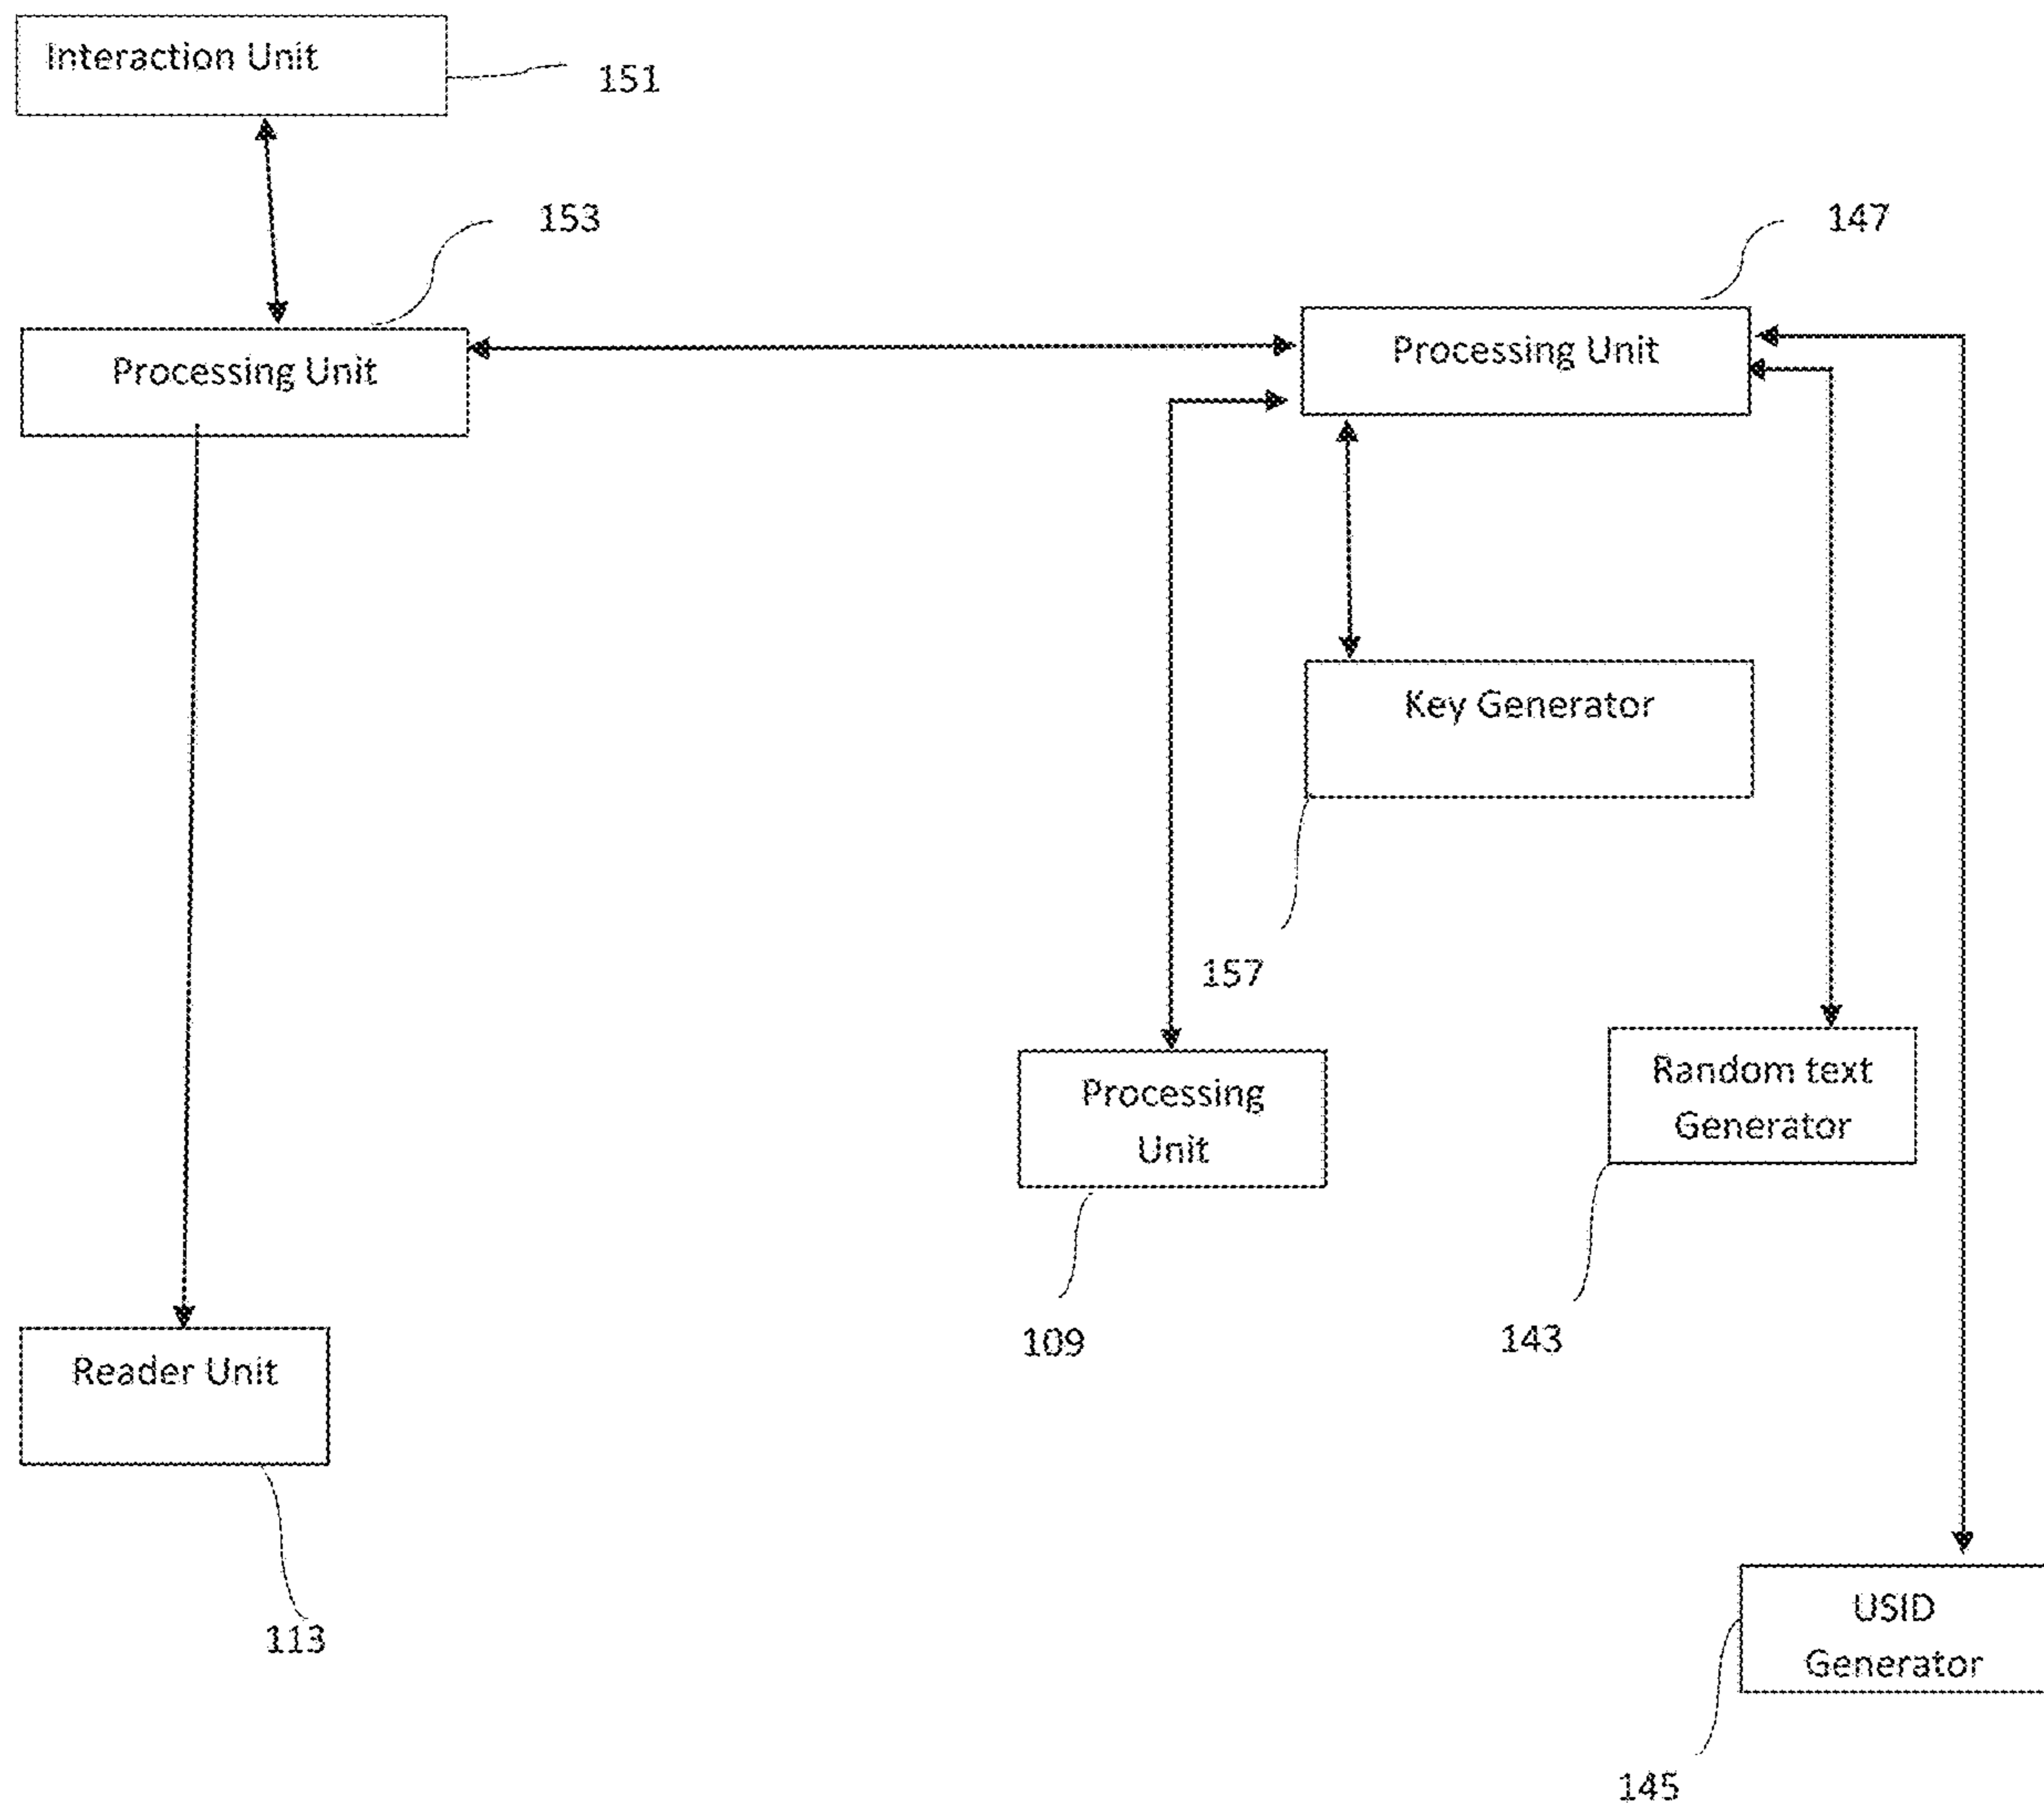 Interaction Unit
151
153
147
Processing Unit
Processing Unit
Key Generator
157
Processing
Unit
Random text
Generator
109
143
Reader Unit
113
USID
Generator
145